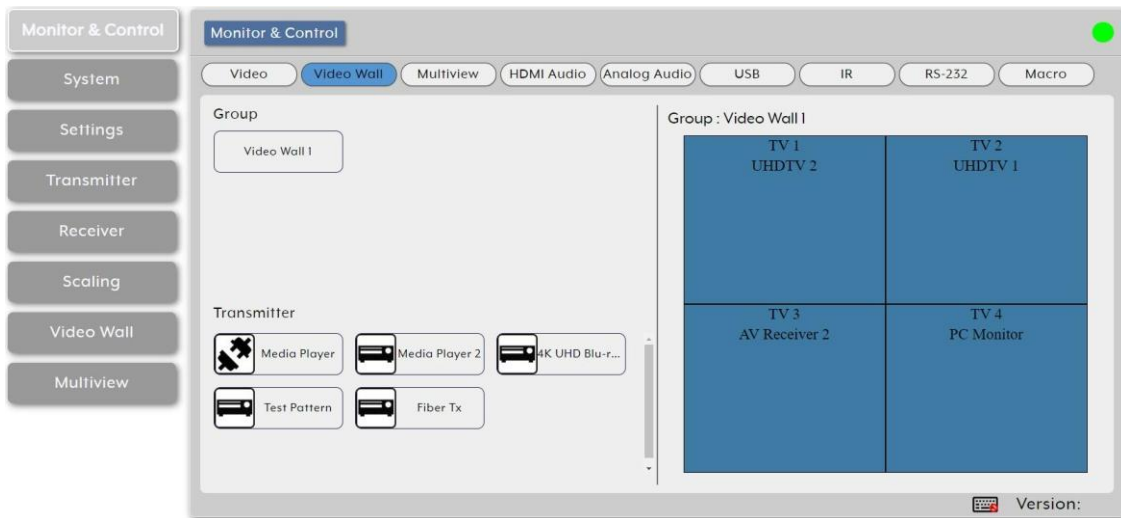 Monitor & Control
System
Settings
Transmitter
Receiver
Scaling
Video Wall
Multiview
Monitor & Control
Video Video Wall Multiview HDMI Audio Analog Audio USB IR RS-232 Macro
Group
Video Wall 1
Transmitter
Media Player Media Player 2 4K UHD Blu-r...
Test Pattern Fiber Tx
Group : Video Wall 1
TV 1
UHDTV 2
TV 2
UHDTV 1
TV 3
AV Receiver 2
TV 4
PC Monitor
Version: